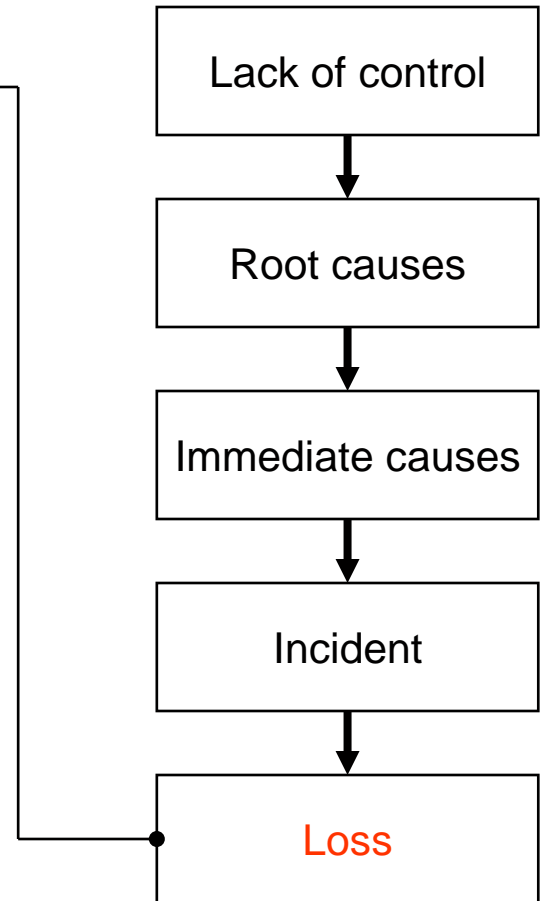 Lack of control
Root causes
Immediate causes
Incident
Loss